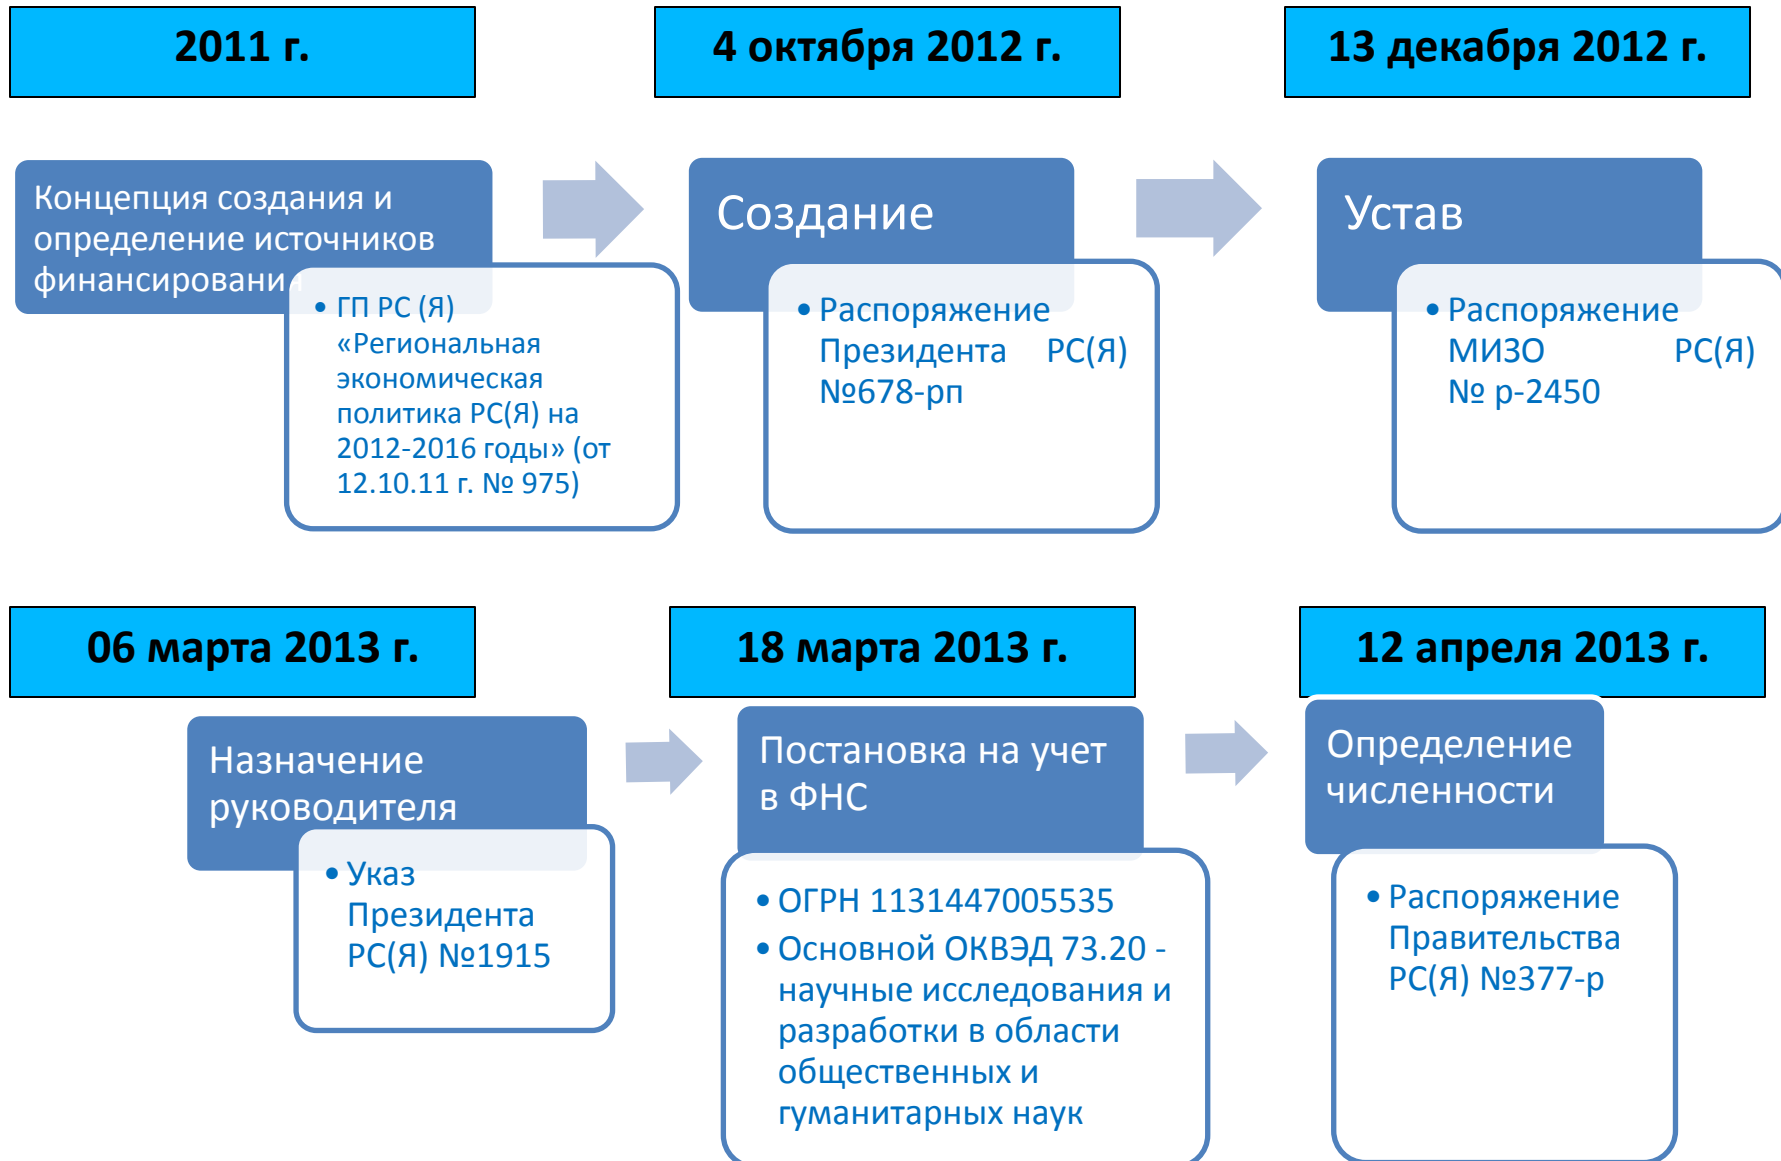 2011 г.
4 октября 2012 г.
13 декабря 2012 г.
Концепция создания и
определение источников
финансирования
• ГП РС (Я)
«Региональная
экономическая
политика РС(Я) на
2012-2016 годы» (от
12.10.11 г. № 975)
Создание
• Распоряжение
Президента РС(Я)
№678-рп
Устав
• Распоряжение
МИЗО РС(Я)
№ р-2450
06 марта 2013 г.
18 марта 2013 г.
12 апреля 2013 г.
Назначение
руководителя
• Указ
Президента
РС(Я) №1915
Постановка на учет
в ФНС
• ОГРН 1131447005535
• Основной ОКВЭД 73.20 -
научные исследования и
разработки в области
общественных и
гуманитарных наук
Определение
численности
• Распоряжение
Правительства
РС(Я) №377-р